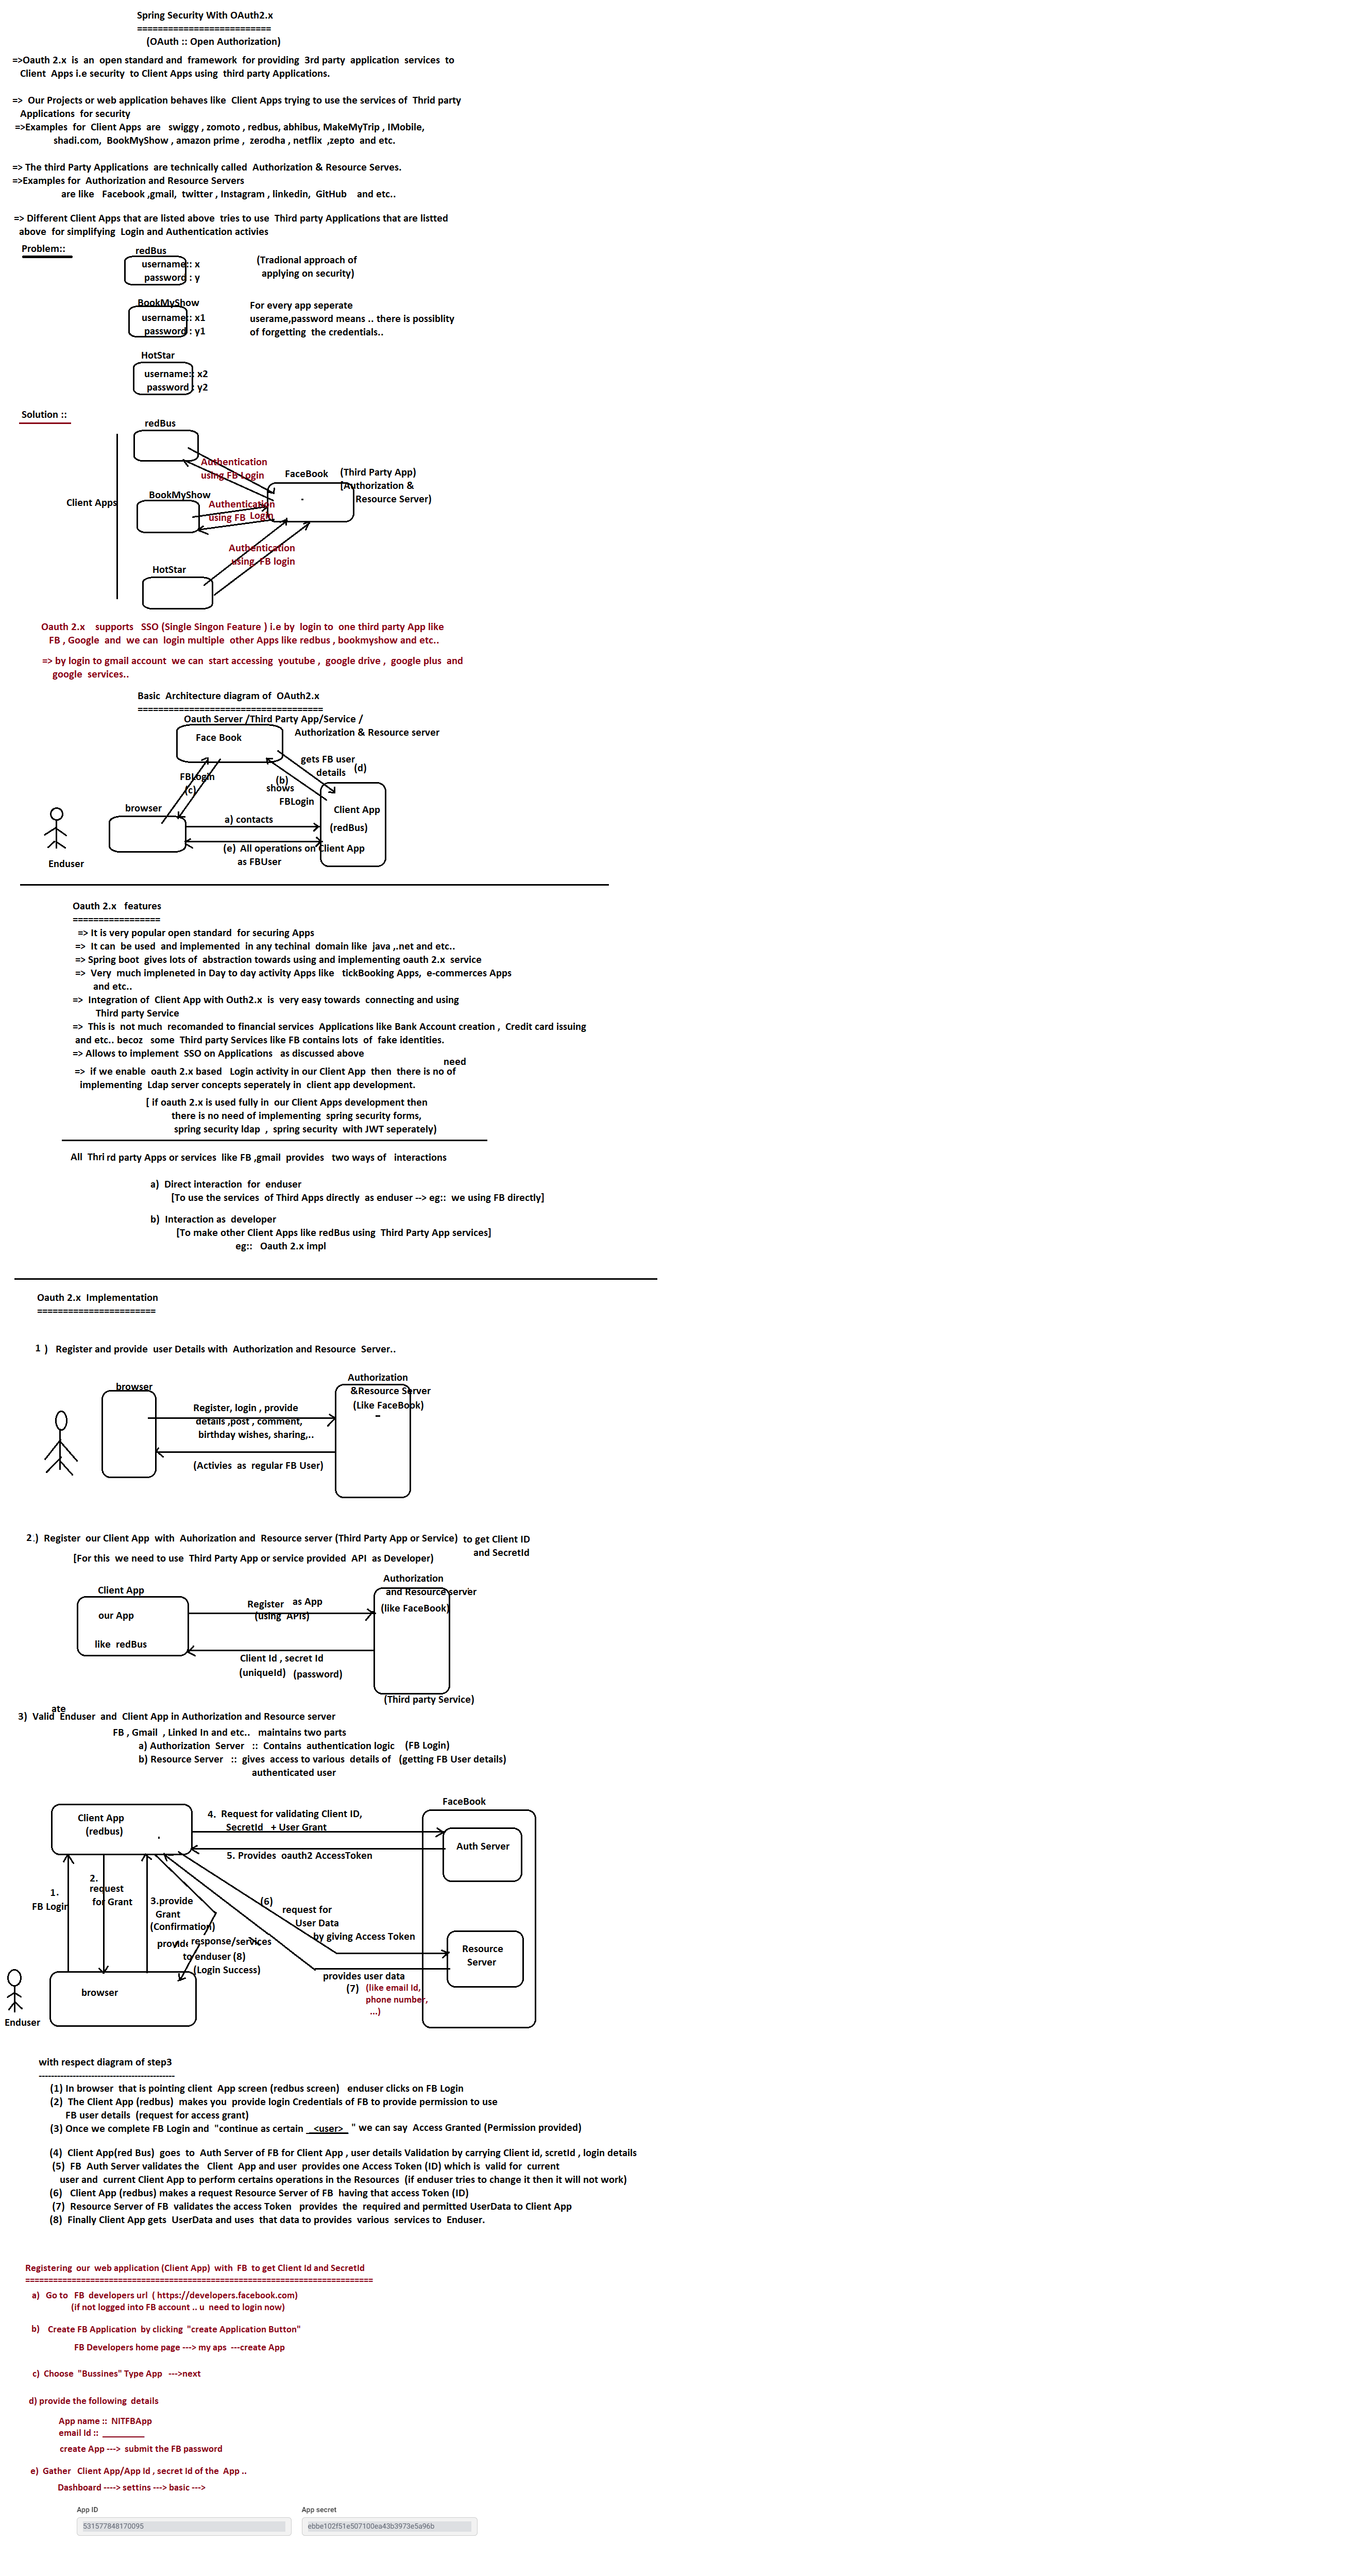 Spring Security With OAuth2.x
==========================
(OAuth :: Open Authorization)
=>Oauth 2.x is an open standard and framework for providing 3rd party application services to
Client Apps i.e security to Client Apps using third party Applications.
=> Our Projects or web application behaves like Client Apps trying to use the services of Thrid party
Applications for security
=>Examples for Client Apps are swiggy , zomoto , redbus, abhibus, MakeMyTrip , IMobile,
shadi.com, BookMyShow , amazon prime , zerodha , netflix ,zepto and etc.
=> The third Party Applications are technically called Authorization & Resource Serves.
=>Examples for Authorization and Resource Servers
are like Facebook ,gmail, twitter , Instagram , linkedin, GitHub and etc..
=> Different Client Apps that are listed above tries to use Third party Applications that are listted
above for simplifying Login and Authentication activies
Problem::
redBus
username:: x
password : y
(Tradional approach of
applying on security)
BookMyShow
username:: x1
password : y1
For every app seperate
userame,password means .. there is possiblity
of forgetting the credentials..
HotStar
username:: x2
password : y2
Solution ::
redBus
Authentication
using FB Login
FaceBook
(Third Party App)
[Authorization &
Resource Server)
Client Apps
BookMyShow
Authentication
using FB Login
Authentication
using FB login
HotStar
Oauth 2.x supports SSO (Single Singon Feature ) i.e by login to one third party App like
FB , Google and we can login multiple other Apps like redbus , bookmyshow and etc..
=> by login to gmail account we can start accessing youtube , google drive , google plus and
google services..
Basic Architecture diagram of OAuth2.x
====================================
Oauth Server /Third Party App/Service /
Authorization & Resource server
Face Book
gets FB user
details (d)
FBLogin
(c)
(b)
shows
FBLogin
browser
Client App
(redBus)
a) contacts
(e) All operations on Client App
as FBUser
Enduser
Oauth 2.x features
=================
=> It is very popular open standard for securing Apps
=> It can be used and implemented in any techinal domain like java ,.net and etc..
=> Spring boot gives lots of abstraction towards using and implementing oauth 2.x service
=> Very much impleneted in Day to day activity Apps like tickBooking Apps, e-commerces Apps
and etc..
=> Integration of Client App with Outh2.x is very easy towards connecting and using
Third party Service
=> This is not much recomanded to financial services Applications like Bank Account creation , Credit card issuing
and etc.. becoz some Third party Services like FB contains lots of fake identities.
=> Allows to implement SSO on Applications as discussed above
need
=> if we enable oauth 2.x based Login activity in our Client App then there is no of
implementing Ldap server concepts seperately in client app development.
[ if oauth 2.x is used fully in our Client Apps development then
there is no need of implementing spring security forms,
spring security ldap , spring security with JWT seperately)
All Thri rd party Apps or services like FB ,gmail provides two ways of interactions
a) Direct interaction for enduser
[To use the services of Third Apps directly as enduser --> eg:: we using FB directly]
b) Interaction as developer
[To make other Client Apps like redBus using Third Party App services]
eg:: Oauth 2.x impl
Oauth 2.x Implementation
=======================
1 ) Register and provide user Details with Authorization and Resource Server..
browser
Authorization
&Resource Server
(Like FaceBook)
Register, login , provide
details ,post , comment,
birthday wishes, sharing,..
(Activies as regular FB User)
2.) Register our Client App with Auhorization and Resource server (Third Party App or Service) to get Client ID
and SecretId
[For this we need to use Third Party App or service provided API as Developer)
Client App
our App
like redBus
Register as App
(using APIs)
Authorization
and Resource server
(like FaceBook)
Client Id , secret Id
(uniqueId) (password)
(Third party Service)
ate
3) Valid Enduser and Client App in Authorization and Resource server
FB , Gmail , Linked In and etc.. maintains two parts
a) Authorization Server :: Contains authentication logic (FB Login)
b) Resource Server :: gives access to various details of (getting FB User details)
authenticated user
FaceBook
Client App
(redbus)
4. Request for validating Client ID,
SecretId + User Grant
Auth Server
5. Provides oauth2 AccessToken
1.
FB Login
2.
request
for Grant
3.provide
Grant
(Confirmation)
(6)
request for
User Data
by giving Access Token
provide response/services
to enduser (8)
(Login Success)
Resource
Server
provides user data
(7) (like email Id,
phone number,
...)
browser
Enduser
with respect diagram of step3
--------------------------------------------
(1) In browser that is pointing client App screen (redbus screen) enduser clicks on FB Login
(2) The Client App (redbus) makes you provide login Credentials of FB to provide permission to use
FB user details (request for access grant)
(3) Once we complete FB Login and "continue as certain _<user>_ " we can say Access Granted (Permission provided)
(4) Client App(red Bus) goes to Auth Server of FB for Client App , user details Validation by carrying Client id, scretId , login details
(5) FB Auth Server validates the Client App and user provides one Access Token (ID) which is valid for current
user and current Client App to perform certains operations in the Resources (if enduser tries to change it then it will not work)
(6) Client App (redbus) makes a request Resource Server of FB having that access Token (ID)
(7) Resource Server of FB validates the access Token provides the required and permitted UserData to Client App
(8) Finally Client App gets UserData and uses that data to provides various services to Enduser.
Registering our web application (Client App) with FB to get Client Id and SecretId
===========================================================================
a) Go to FB developers url ( https://developers.facebook.com)
(if not logged into FB account .. u need to login now)
b) Create FB Application by clicking "create Application Button"
FB Developers home page ---> my aps ---create App
c) Choose "Bussines" Type App --->next
d) provide the following details
App name :: NITFBApp
email Id :: _________
create App ---> submit the FB password
e) Gather Client App/App Id , secret Id of the App ..
Dashboard ----> settins ---> basic --->
App ID
App secret
531577848170095
ebbe102f51e507100ea43b3973e5a96b